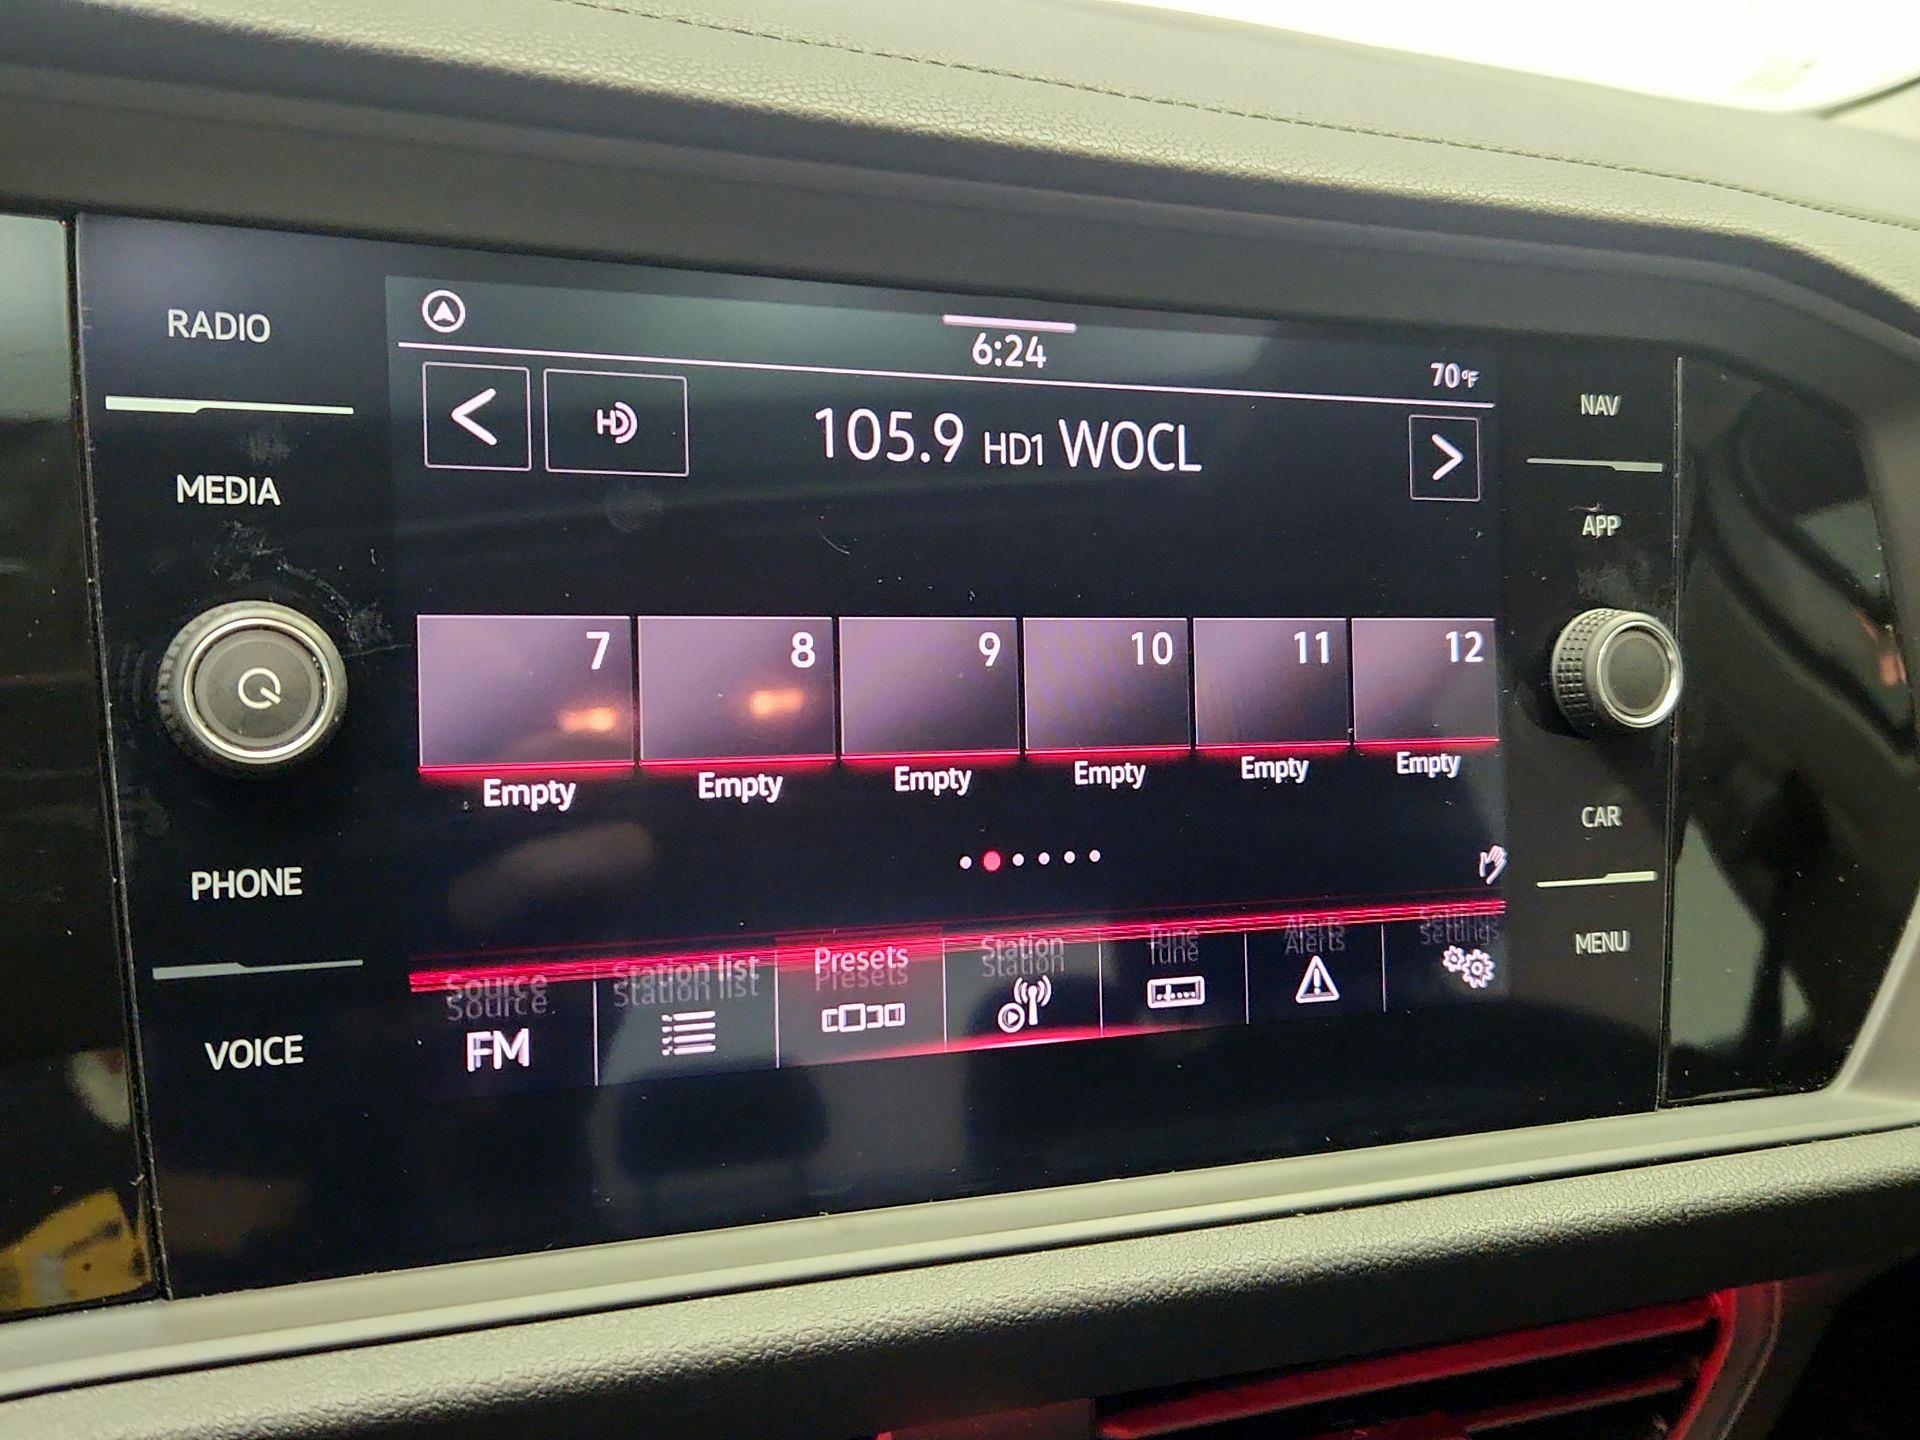 RADIO
MEDIA
PHONE
VOICE
6:24
70°F
HD
105.9 HD1 WOCL
7
8
9
10
11
12
Empty
Empty
Empty
Empty
Empty
Empty
Source
Station list
Presets
Station
Tune
Alerts
Settings
FM
NAV
APP
CAR
MENU